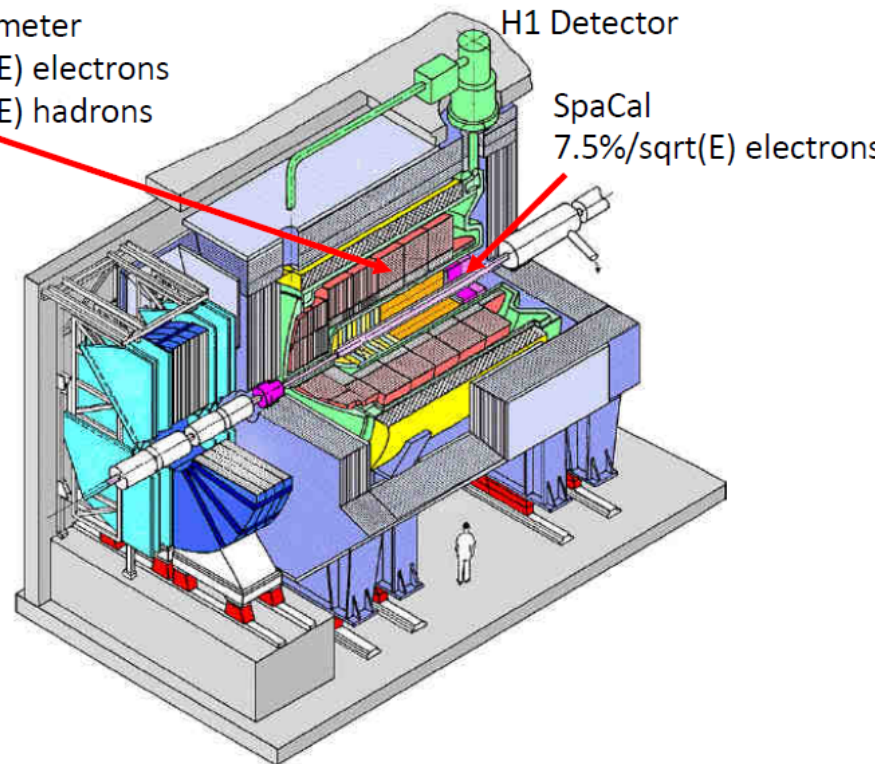 meter
E) electrons
E) hadrons
H1 Detector
SpaCal
7.5%/sqrt(E) electrons